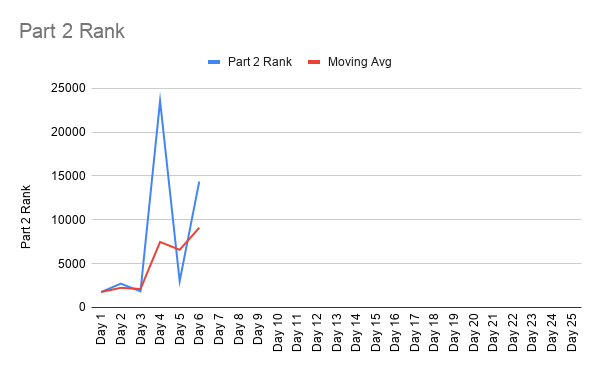 Part 2 Rank
Part 2 Rank
Moving Avg
25000
20000
15000
10000
5000
0
Part 2 Rank
Day 1
Day 2
Day 3
Day 4
Day 5
Day 6
Day 7
Day 8
Day 9
Day 10
Day 11
Day 12
Day 13
Day 14
Day 15
Day 16
Day 17
Day 18
Day 19
Day 20
Day 21
Day 22
Day 23
Day 24
Day 25